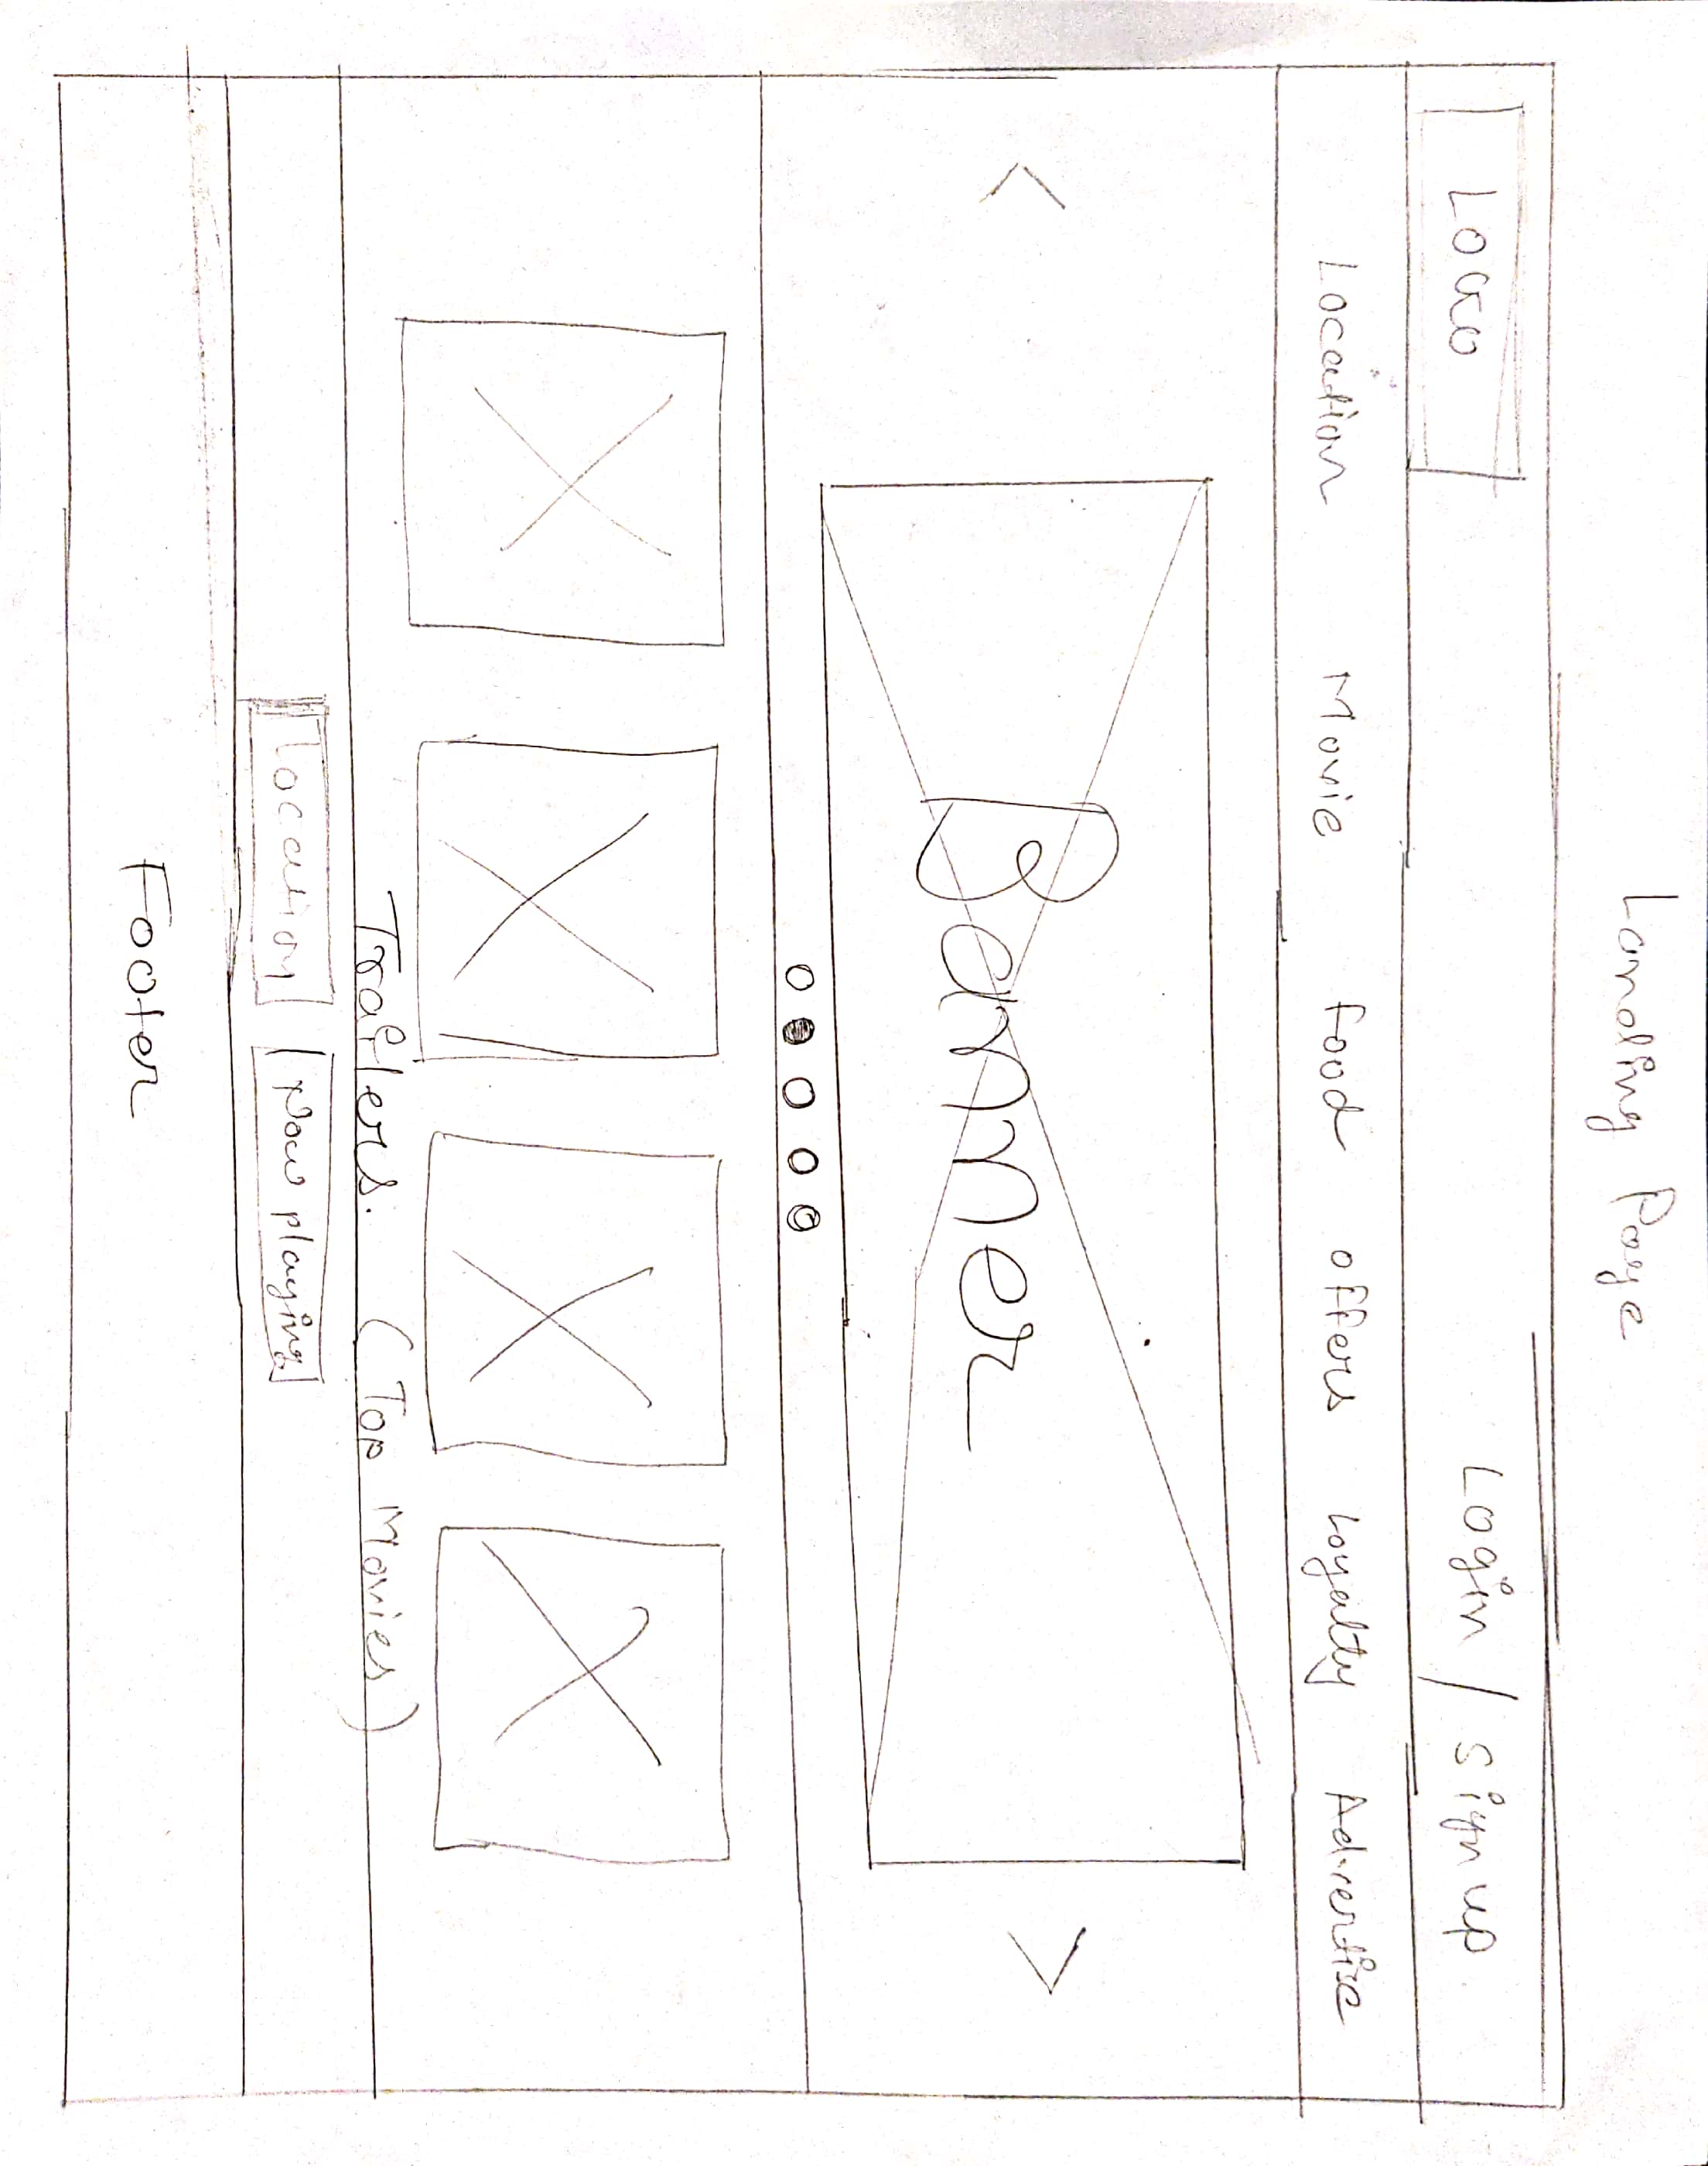 Landing Page
Logo
Login / Sign up.
Location Movie food offers Loyalty Advertise
<
Banner
>
Trailers. (Top Movies)
location
Now playing
Footer